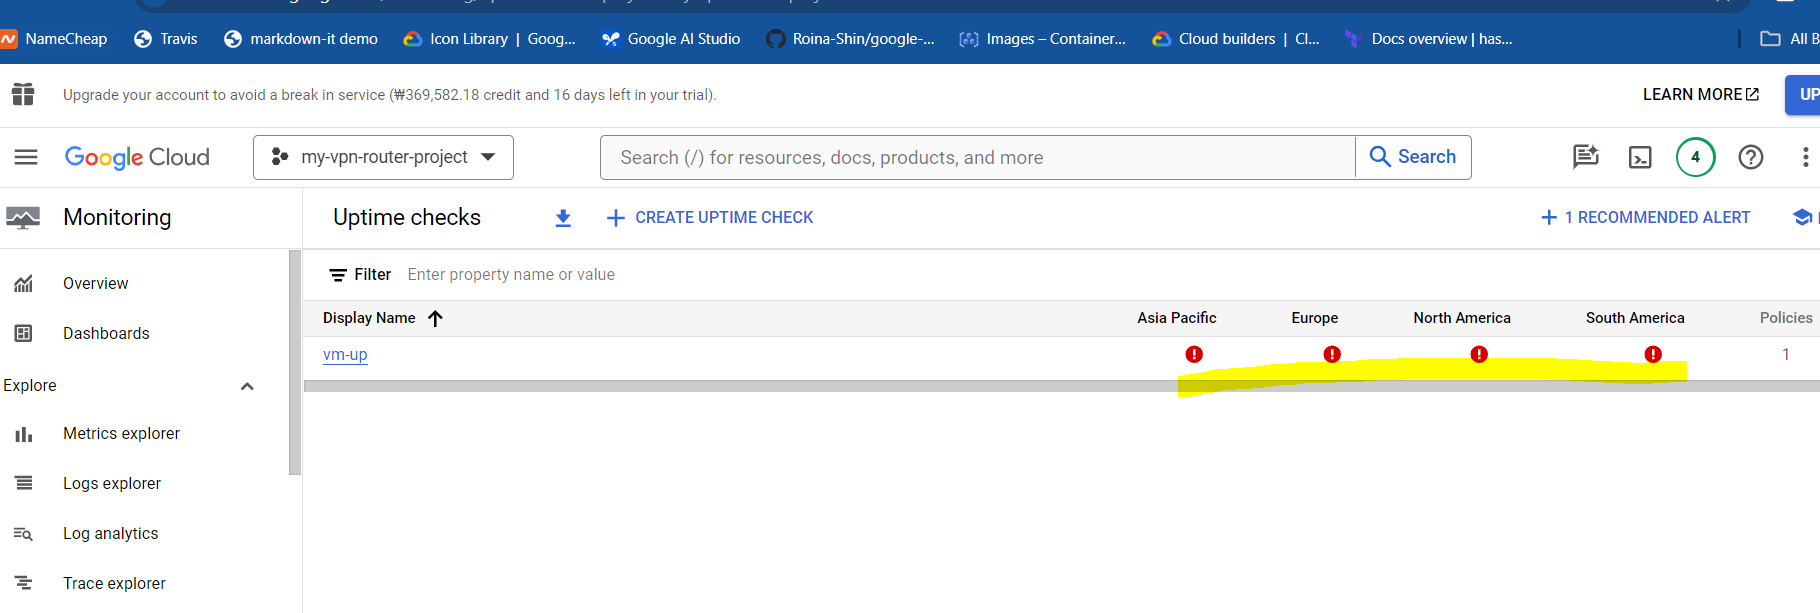 NameCheap Travis markdown-it demo Icon Library | Goog... Google AI Studio Roina-Shin/google-... Images – Container... Cloud builders | Cl... Docs overview | has... All B
Upgrade your account to avoid a break in service (₩369,582.18 credit and 16 days left in your trial). LEARN MORE UP
Google Cloud my-vpn-router-project Search (/) for resources, docs, products, and more Search 4
Monitoring Uptime checks CREATE UPTIME CHECK 1 RECOMMENDED ALERT
Overview Filter Enter property name or value
Display Name Asia Pacific Europe North America South America Policies
Dashboards
vm-up 1
Explore
Metrics explorer
Logs explorer
Log analytics
Trace explorer